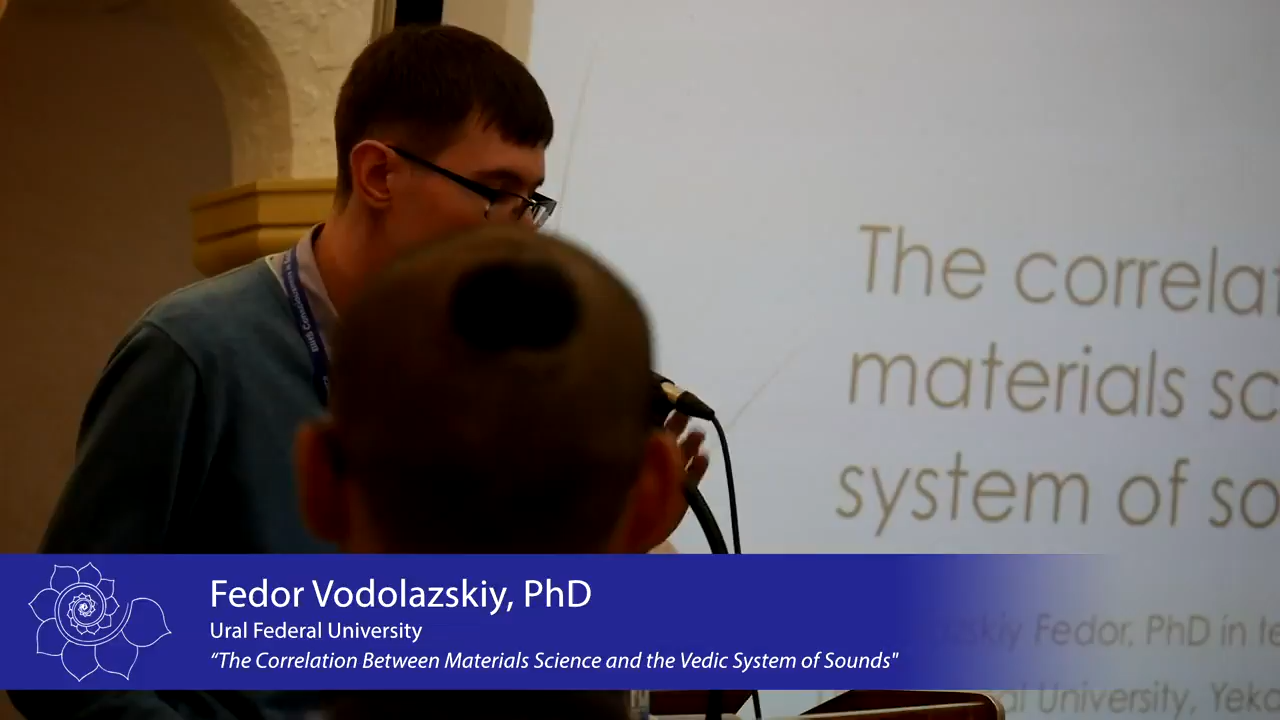 The correlat
materials sc
system of so
Fedor Vodolazskiy, PhD
Ural Federal University
“The Correlation Between Materials Science and the Vedic System of Sounds"
zskiy Fedor, PhD in te
al University, Yeka